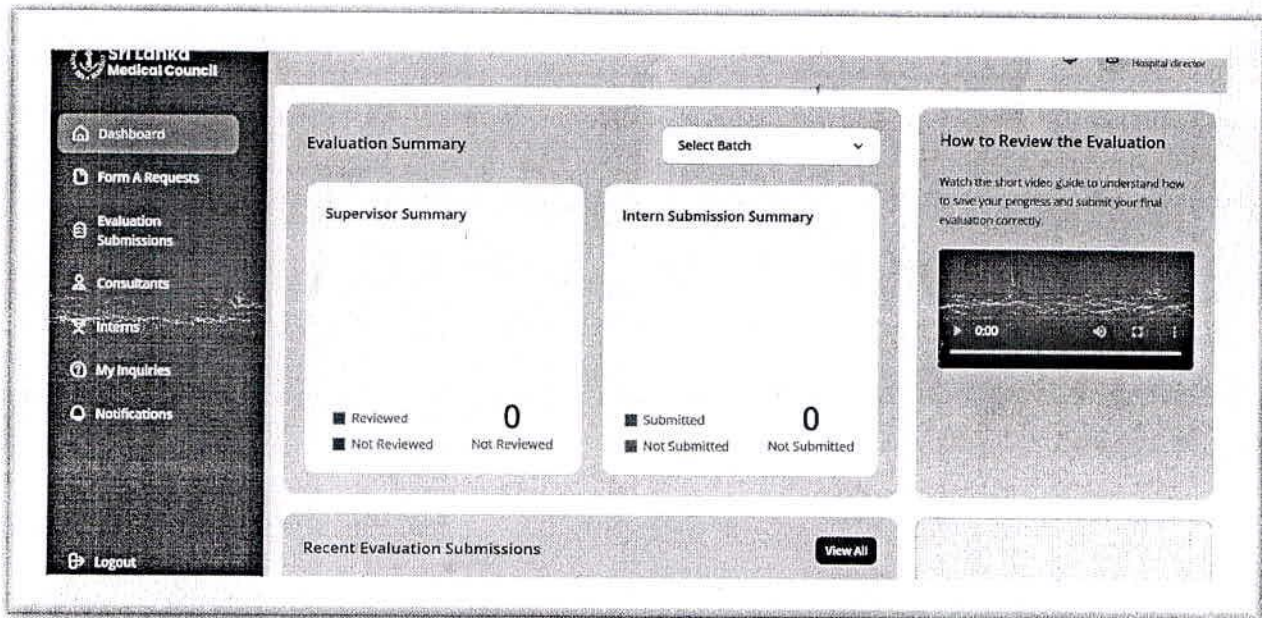 Sri Lanka
Medical Council
Hospital director
Dashboard
Form A Requests
Evaluation
Submissions
Consultants
Interns
My Inquiries
Notifications
Logout
Evaluation Summary
Select Batch
Supervisor Summary
Reviewed
Not Reviewed
0
Not Reviewed
Intern Submission Summary
Submitted
Not Submitted
0
Not Submitted
How to Review the Evaluation
Watch the short video guide to understand how
to save your progress and submit your final
evaluation correctly.
0:00
Recent Evaluation Submissions
View All